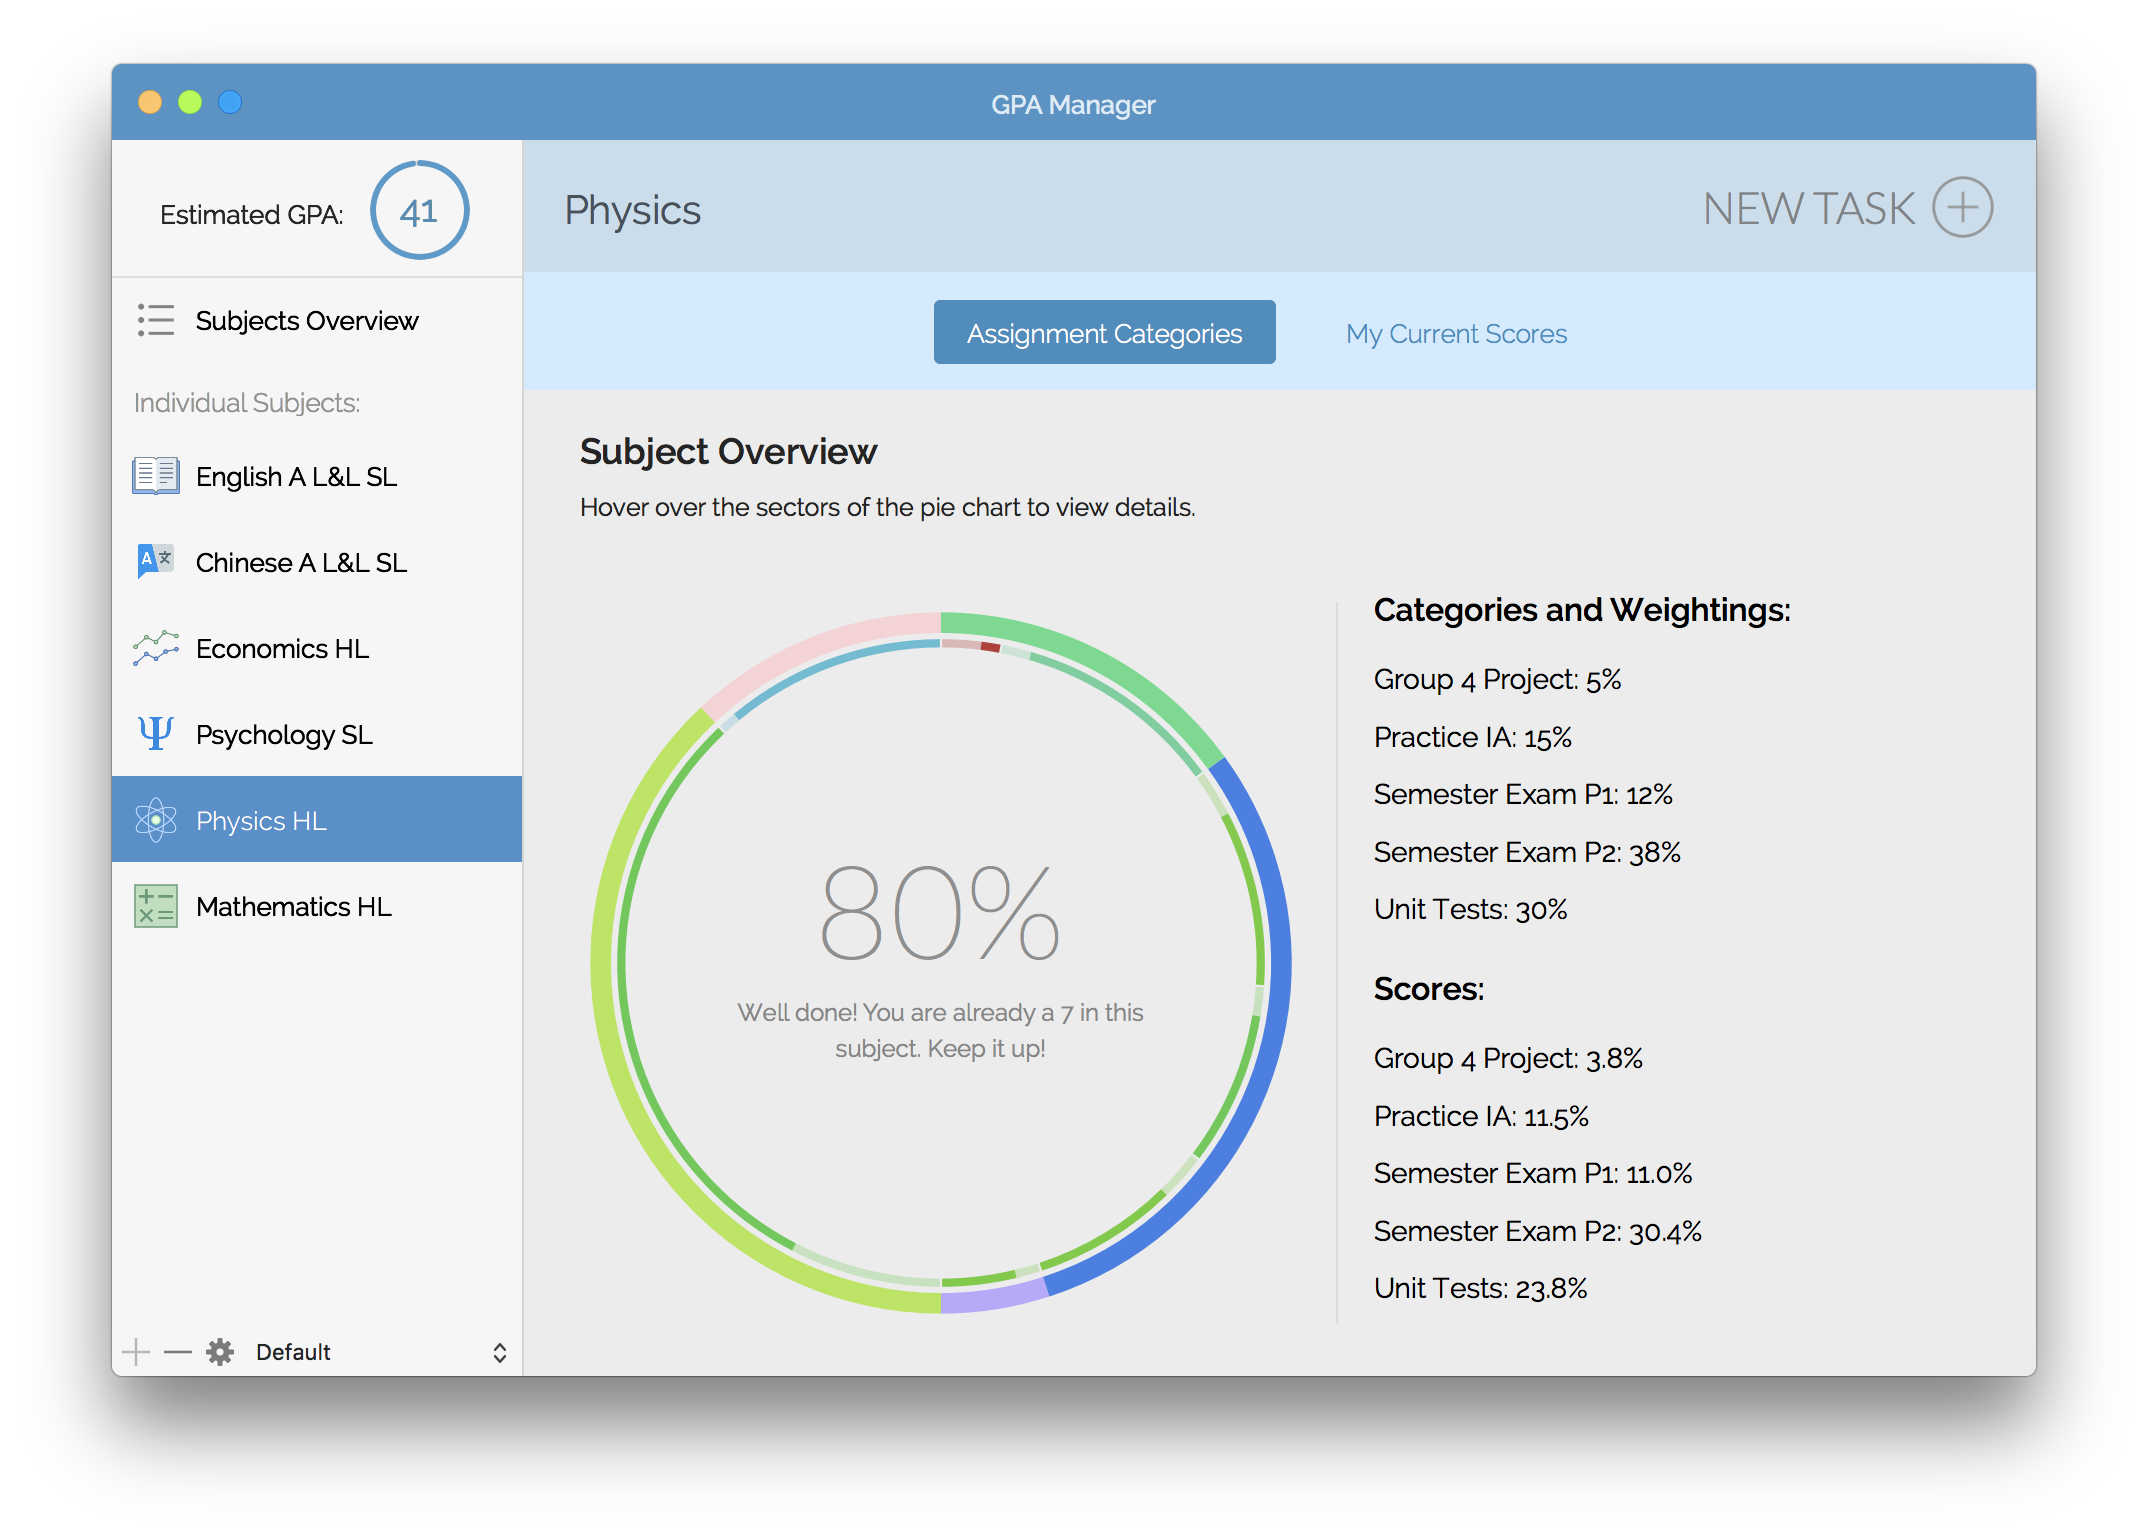 GPA Manager
Estimated GPA:
41
Subjects Overview
Individual Subjects:
English A L&L SL
A
Chinese A L&L SL
Economics HL
Ψ
Psychology SL
Physics HL
Mathematics HL
Default
Physics
NEW TASK
Assignment Categories
My Current Scores
Subject Overview
Hover over the sectors of the pie chart to view details.
80%
Well done! You are already a 7 in this
subject. Keep it up!
Categories and Weightings:
Group 4 Project: 5%
Practice IA: 15%
Semester Exam P1: 12%
Semester Exam P2: 38%
Unit Tests: 30%
Scores:
Group 4 Project: 3.8%
Practice IA: 11.5%
Semester Exam P1: 11.0%
Semester Exam P2: 30.4%
Unit Tests: 23.8%